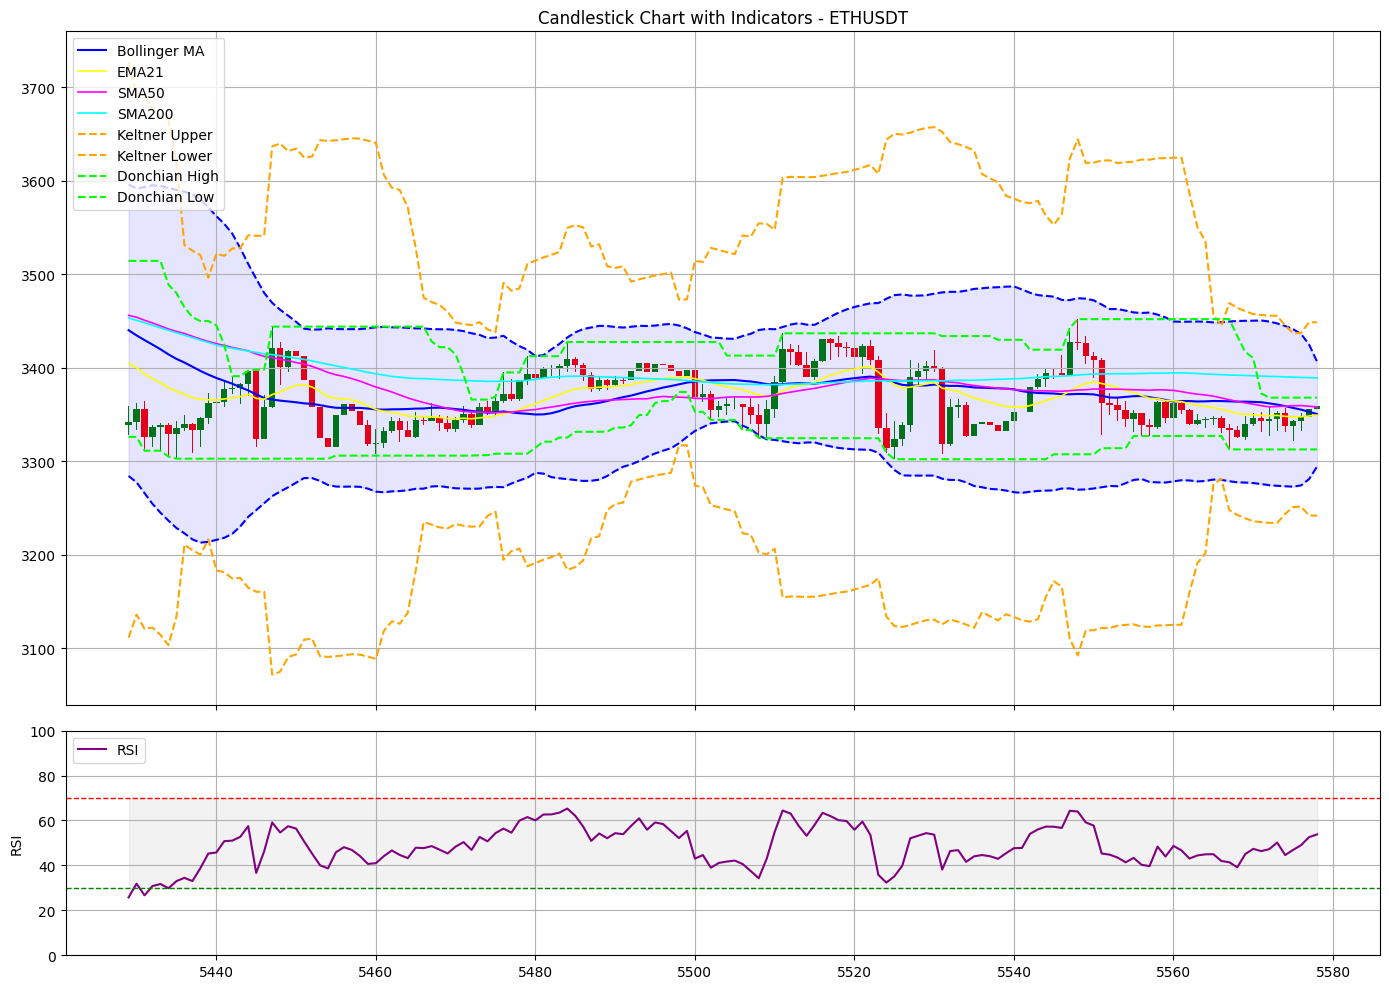 Candlestick Chart with Indicators - ETHUSDT
Bollinger MA
EMA21
SMA50
SMA200
Keltner Upper
Keltner Lower
Donchian High
Donchian Low
3700
3600
3500
3400
3300
3200
3100
RSI
100
80
60
40
20
0
RSI
5440
5460
5480
5500
5520
5540
5560
5580